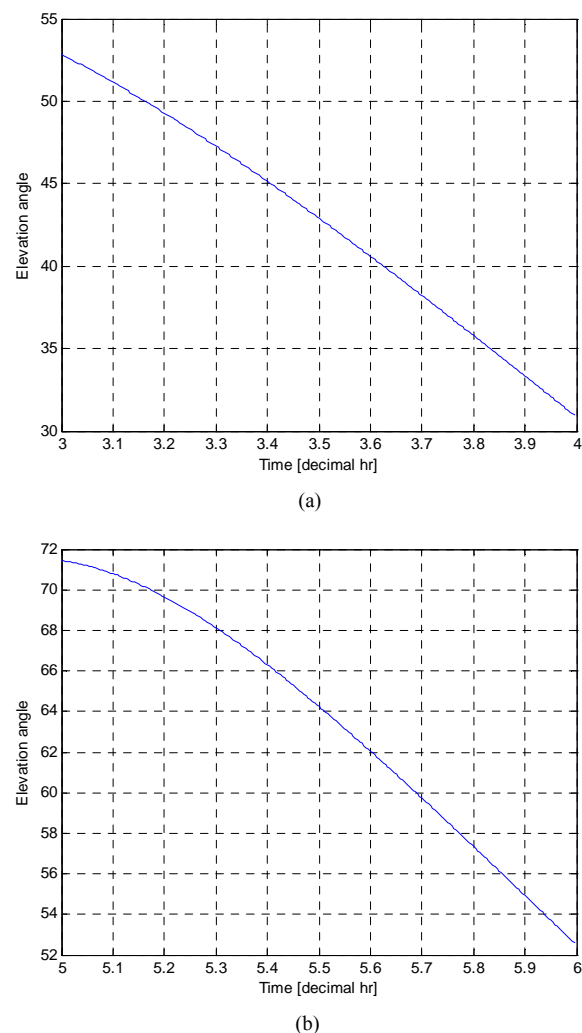 55
50
45
40
35
30
Elevation angle
3 3.1 3.2 3.3 3.4 3.5 3.6 3.7 3.8 3.9 4
Time [decimal hr]
(a)
72
70
68
66
64
62
60
58
56
54
52
Elevation angle
5 5.1 5.2 5.3 5.4 5.5 5.6 5.7 5.8 5.9 6
Time [decimal hr]
(b)